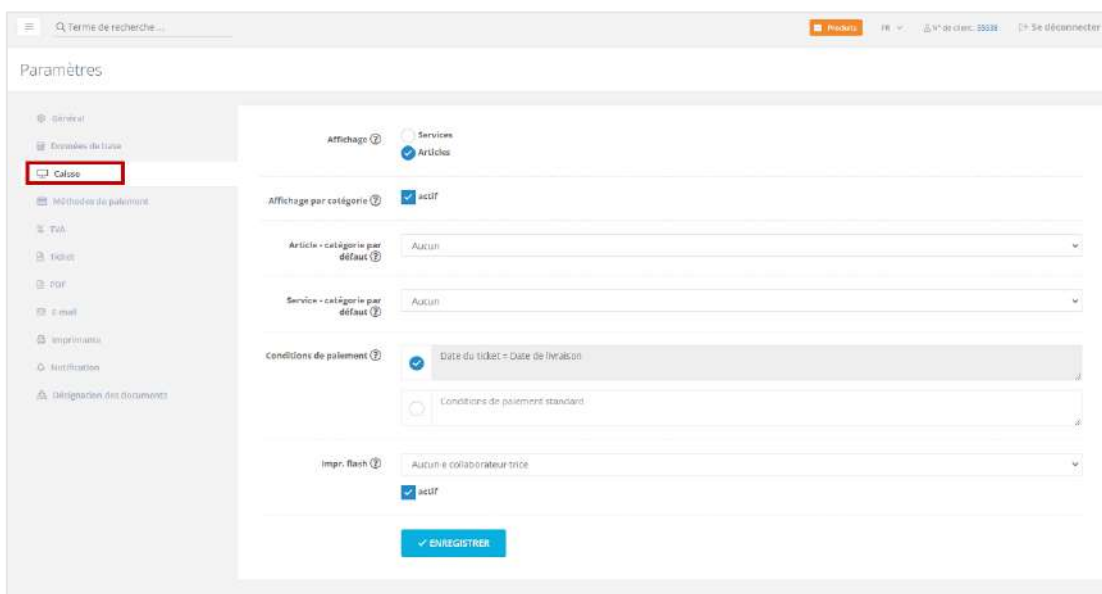 Terme de recherche ...
Produits
FR
N° de client: 55538
Se déconnecter
Paramètres
Général
Données de base
Caisse
Méthodes de paiement
TVA
Ticket
PDF
E-mail
Imprimante
Notification
Désignation des documents
Affichage ?
Services
Articles
Affichage par catégorie ?
actif
Article - catégorie par
défaut ?
Aucun
Service - catégorie par
défaut ?
Aucun
Conditions de paiement ?
Date du ticket = Date de livraison
Conditions de paiement standard
Impr. flash ?
Aucun·e collaborateur·trice
actif
ENREGISTRER